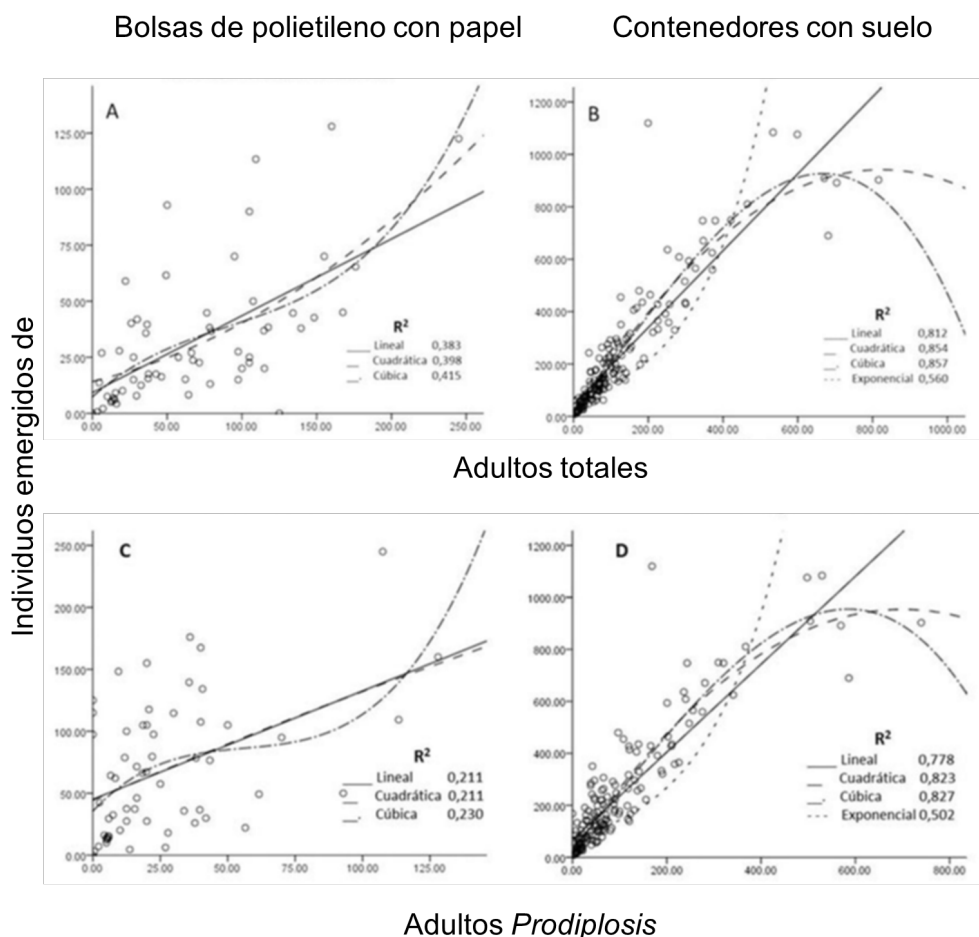 Bolsas de polietileno con papel
Contenedores con suelo
Individuos emergidos de
A
125.00
100.00
75.00
50.00
25.00
0.00
0.00 50.00 100.00 150.00 200.00 250.00
R²
Lineal 0,383
Cuadrática 0,398
Cúbica 0,415
B
1200.00
1000.00
800.00
600.00
400.00
200.00
0.00
0.00 200.00 400.00 600.00 800.00 1000.00
R²
Lineal 0,812
Cuadrática 0,854
Cúbica 0,857
Exponencial 0,560
Adultos totales
C
250.00
200.00
150.00
100.00
50.00
0.00
0.00 25.00 50.00 75.00 100.00 125.00
R²
Lineal 0,211
Cuadrática 0,211
Cúbica 0,230
D
1200.00
1000.00
800.00
600.00
400.00
200.00
0.00
0.00 200.00 400.00 600.00 800.00
R²
Lineal 0,778
Cuadrática 0,823
Cúbica 0,827
Exponencial 0,502
Adultos Prodiplosis